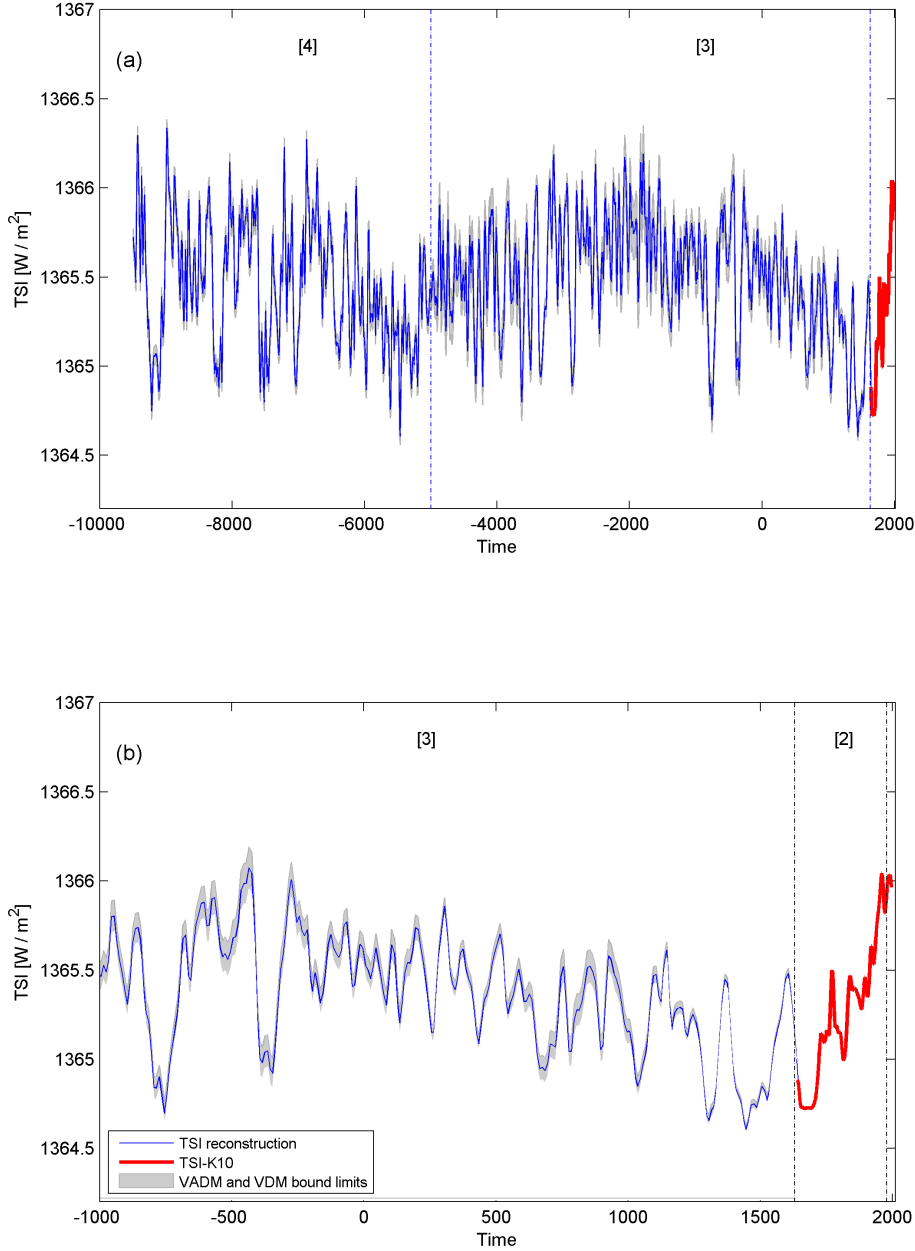 1367
(a)
[4]
[3]
1366.5
1366
TSI [W / m²]
1365.5
1365
1364.5
-10000 -8000 -6000 -4000 -2000 0 2000
Time
1367
(b)
[3]
[2]
1366.5
1366
TSI [W / m²]
1365.5
1365
1364.5
TSI reconstruction
TSI-K10
VADM and VDM bound limits
-1000 -500 0 500 1000 1500 2000
Time